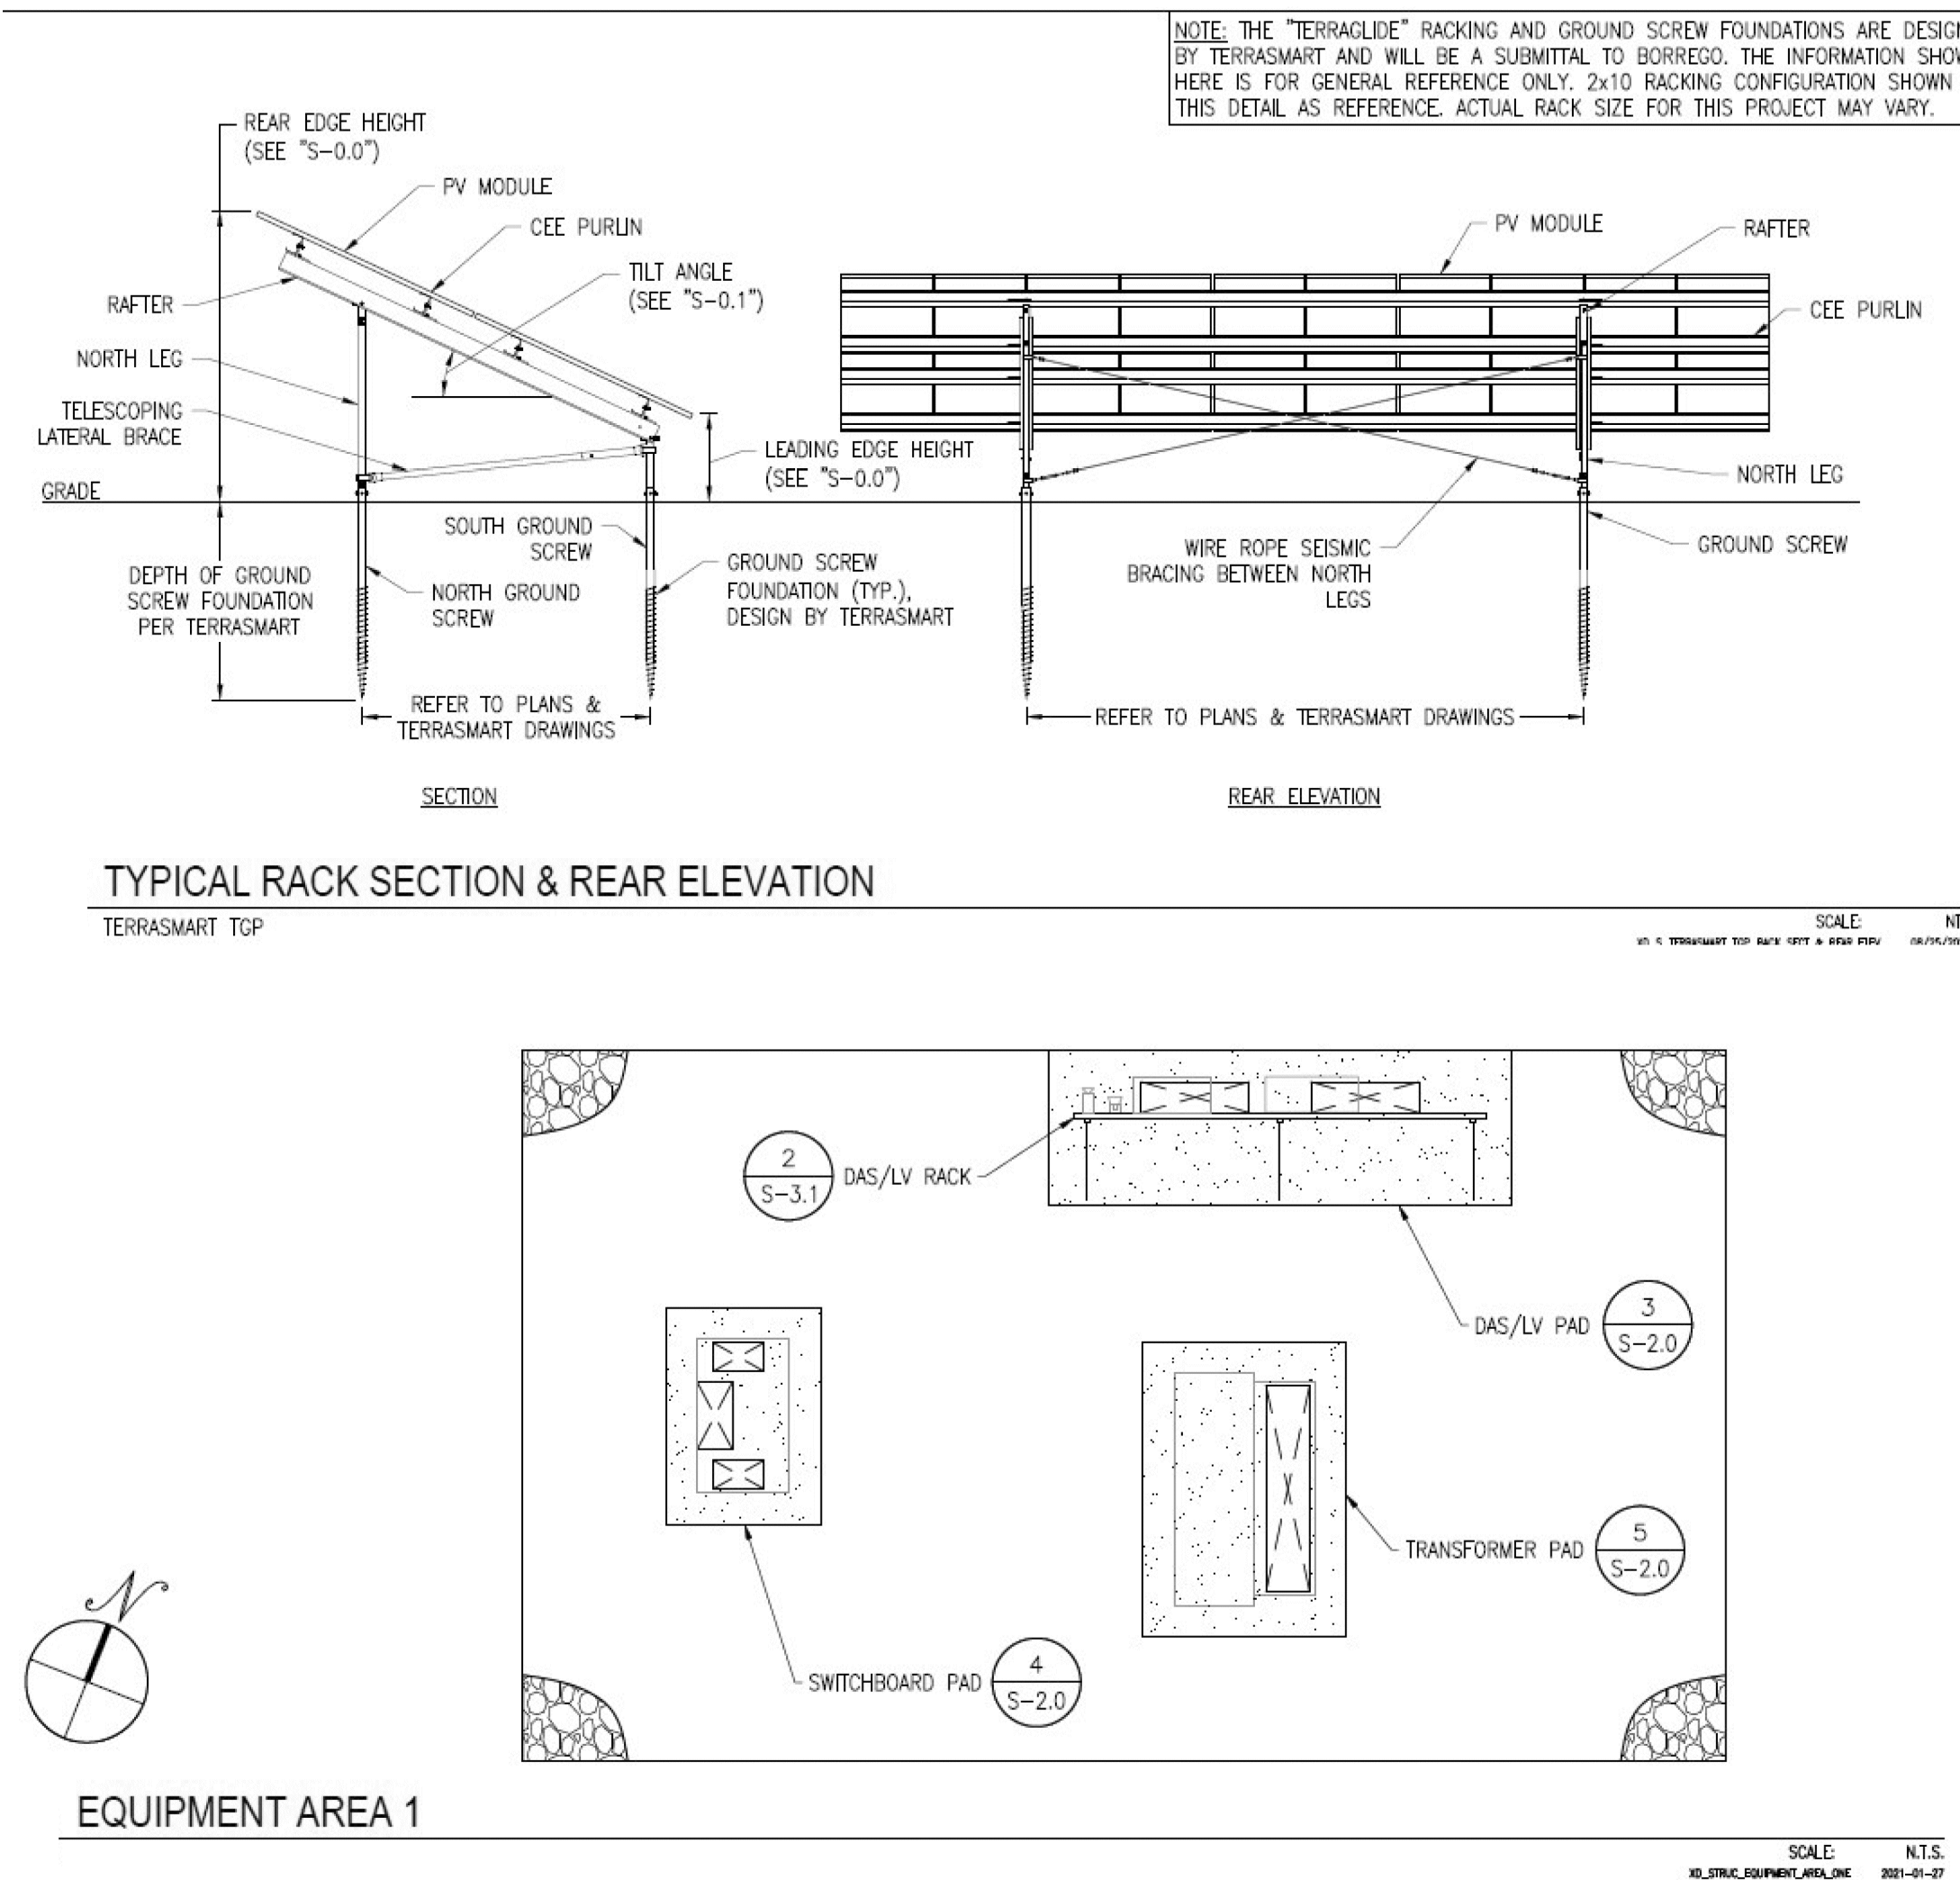 NOTE: THE "TERRAGLIDE" RACKING AND GROUND SCREW FOUNDATIONS ARE
BY TERRASMART AND WILL BE A SUBMITTAL TO BORREGO. THE INFORMATION
HERE IS FOR GENERAL REFERENCE ONLY. 2x10 RACKING CONFIGURATION SHOWN
THIS DETAIL AS REFERENCE. ACTUAL RACK SIZE FOR THIS PROJECT MAY VARY.
REAR EDGE HEIGHT
(SEE "S-0.0")
PV MODULE
CEE PURLIN
TILT ANGLE
(SEE "S-0.1")
RAFTER
NORTH LEG
TELESCOPING
LATERAL BRACE
LEADING EDGE HEIGHT
(SEE "S-0.0")
GRADE
SOUTH GROUND
SCREW
DEPTH OF GROUND
SCREW FOUNDATION
PER TERRASMART
NORTH GROUND
SCREW
GROUND SCREW
FOUNDATION (TYP.),
DESIGN BY TERRASMART
REFER TO PLANS &
TERRASMART DRAWINGS
SECTION
PV MODULE
RAFTER
CEE PURLIN
NORTH LEG
GROUND SCREW
WIRE ROPE SEISMIC
BRACING BETWEEN NORTH
LEGS
REFER TO PLANS & TERRASMART DRAWINGS
REAR ELEVATION
TYPICAL RACK SECTION & REAR ELEVATION
TERRASMART TGP
SCALE:
XD_S_TERRASMART TGP RACK SECT & REAR ELEV
2
S-3.1
DAS/LV RACK
DAS/LV PAD
3
S-2.0
TRANSFORMER PAD
5
S-2.0
SWITCHBOARD PAD
4
S-2.0
N
EQUIPMENT AREA 1
SCALE: N.T.S.
XD_STRUC_EQUIPMENT_AREA_ONE 2021-01-27